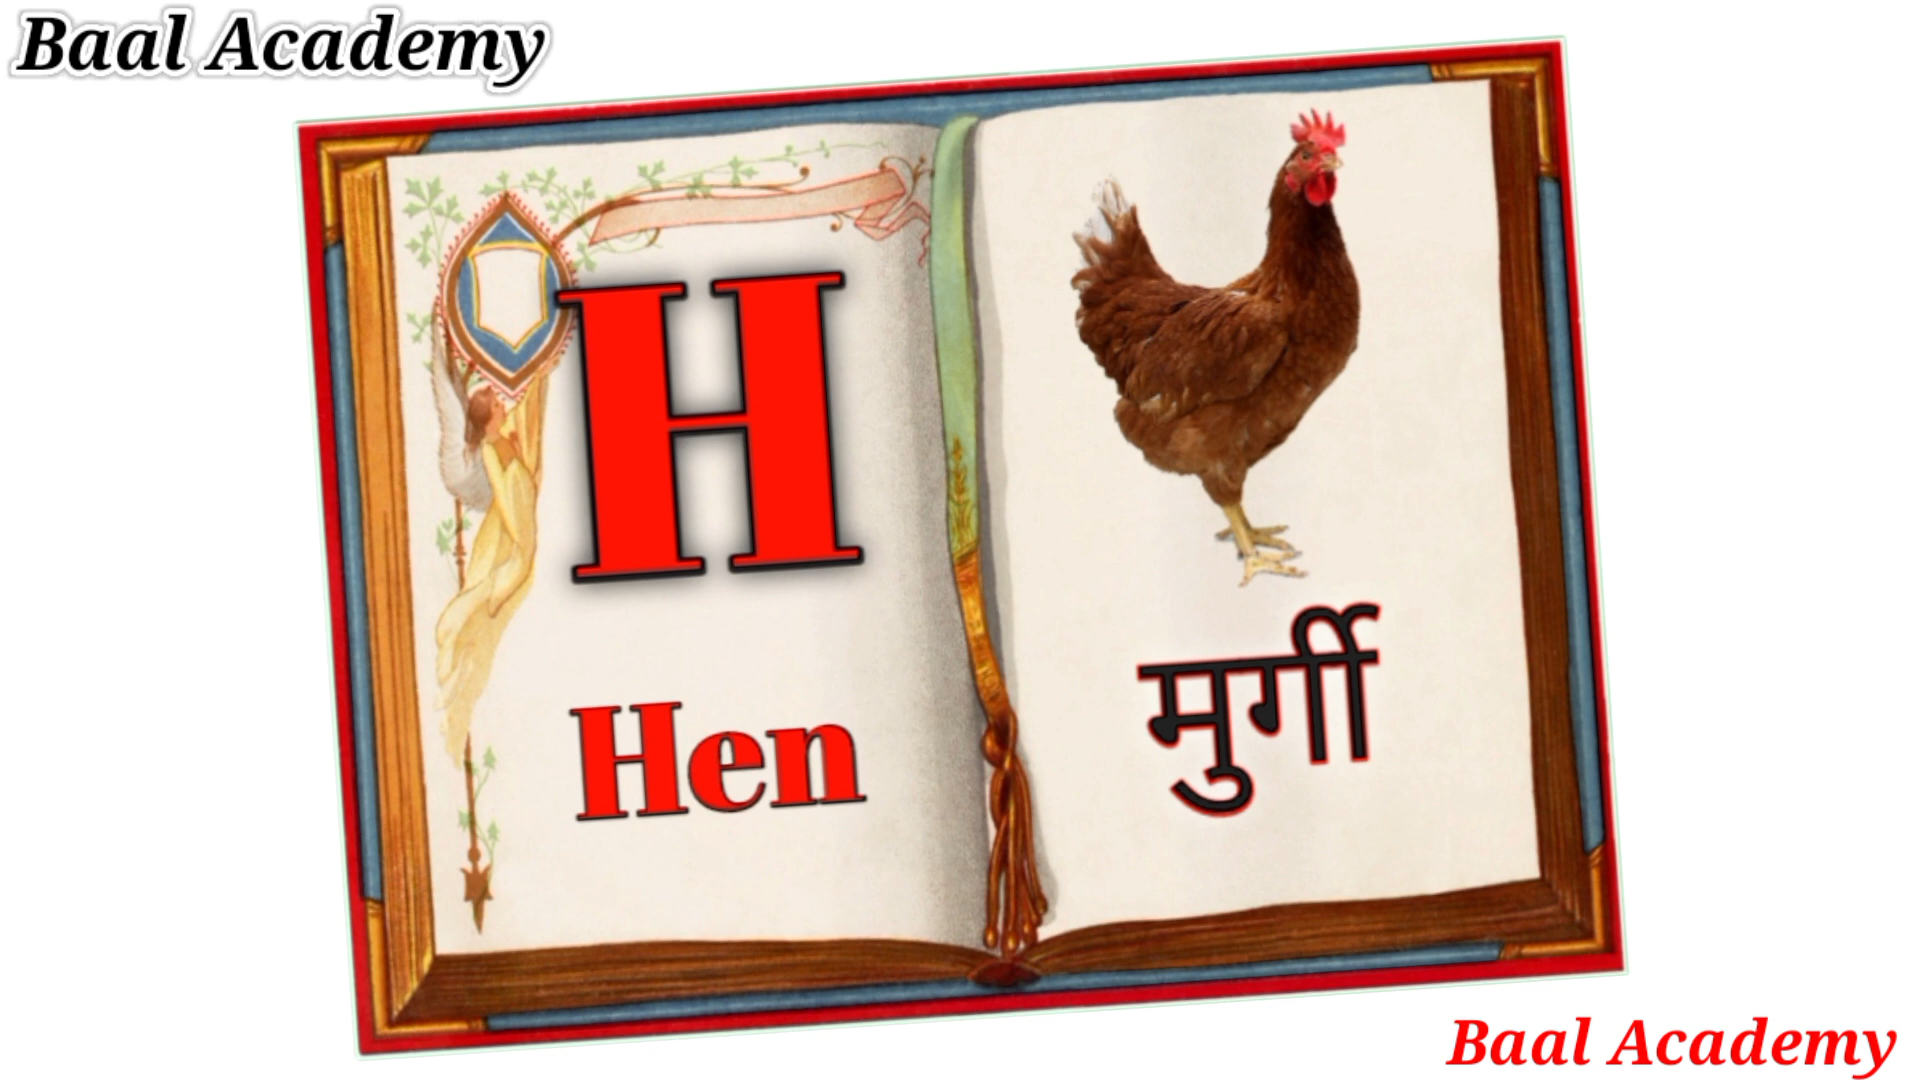 Baal Academy
H
Hen
मुर्गी
Baal Academy